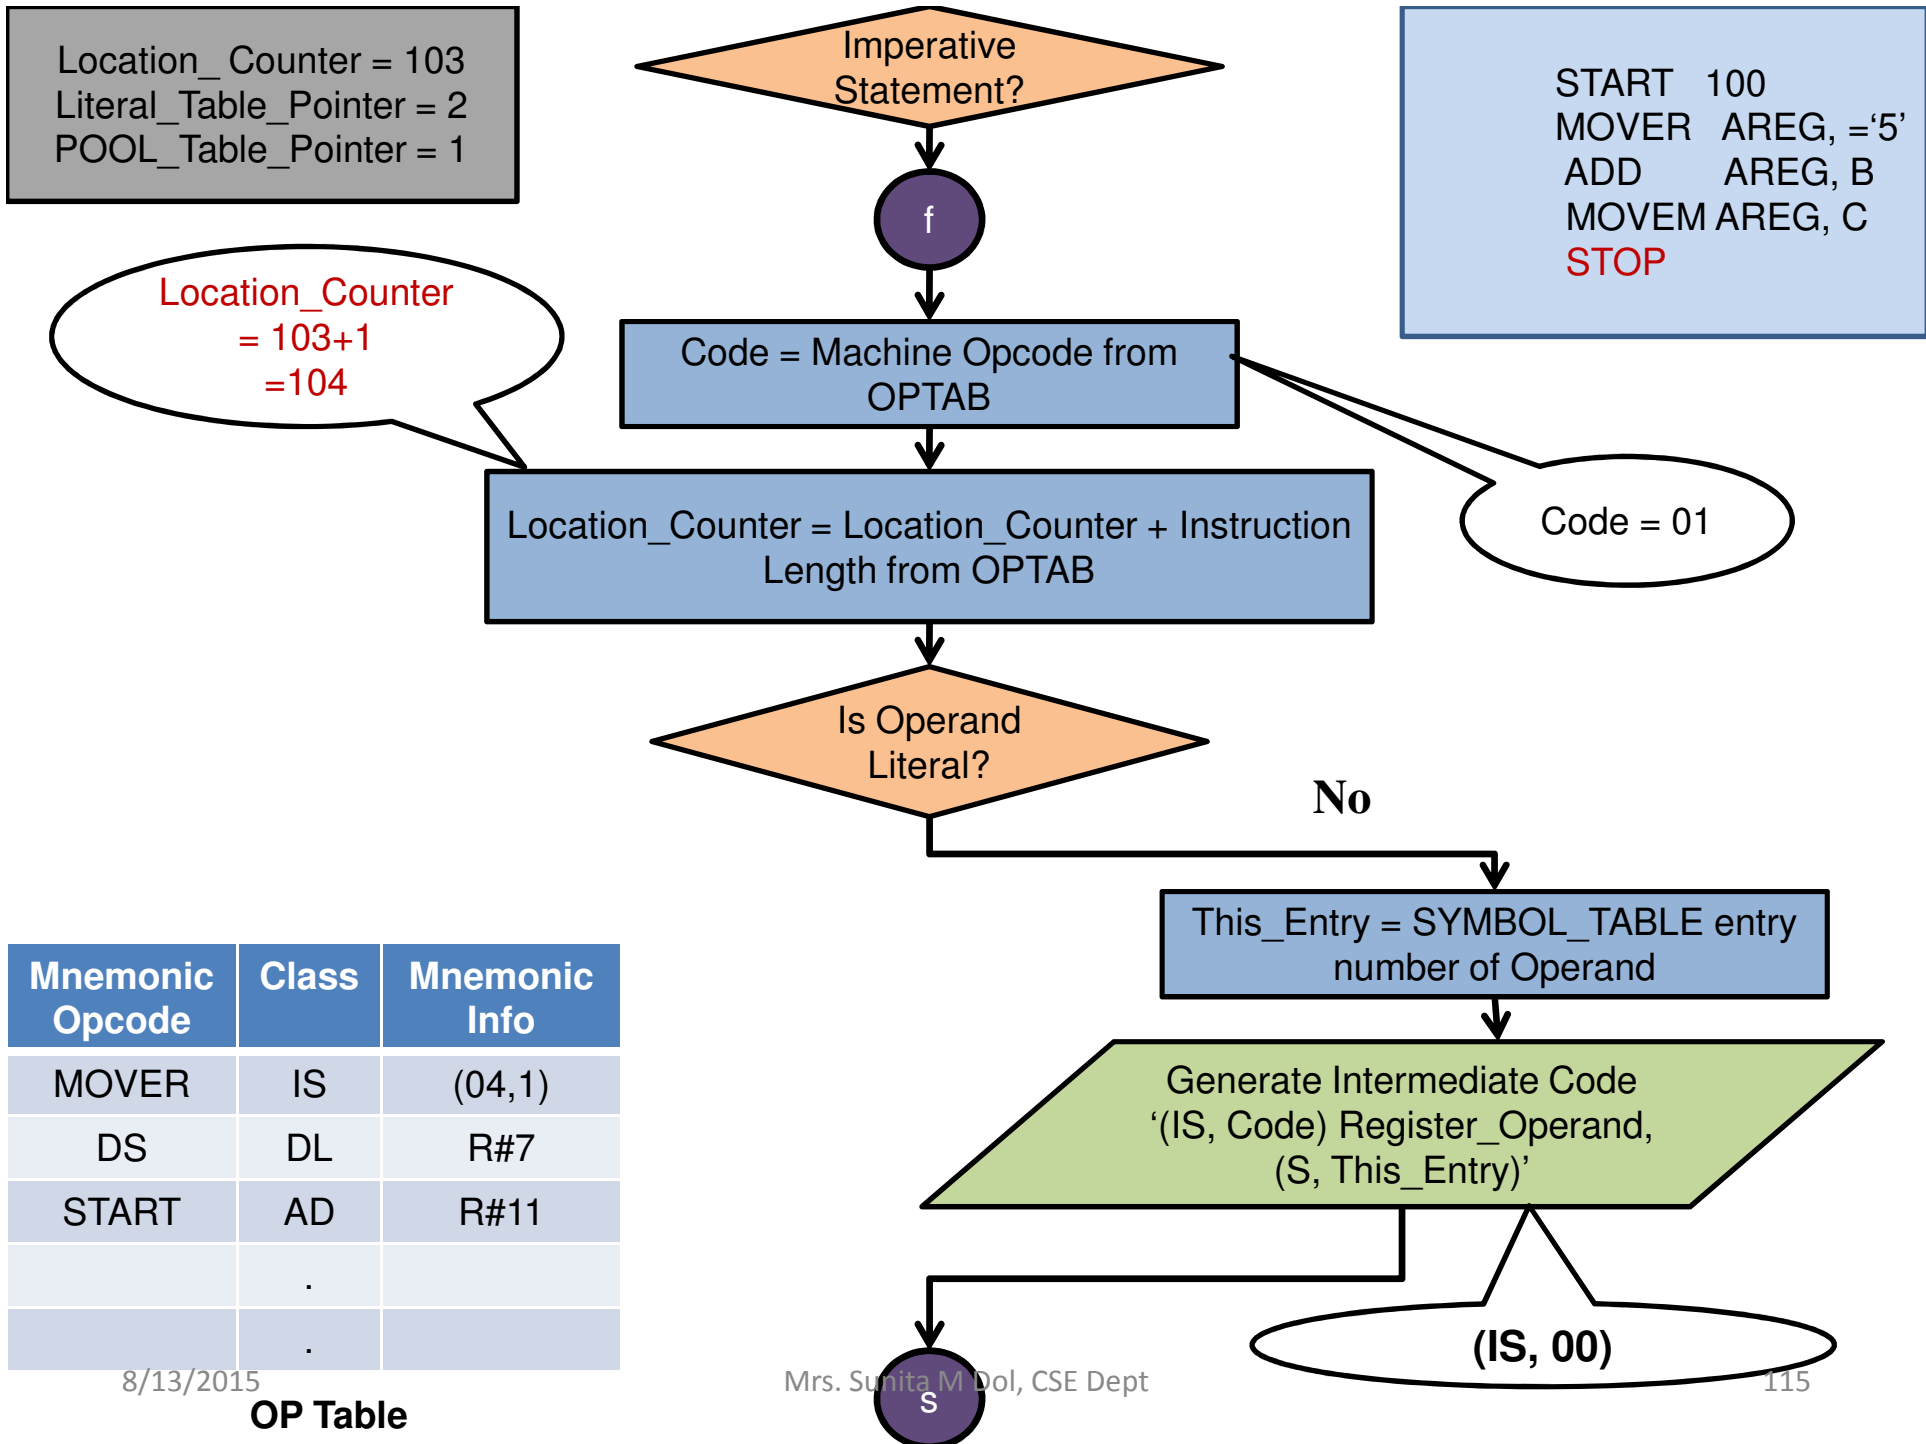 Location_ Counter = 103
Literal_Table_Pointer = 2
POOL_Table_Pointer = 1
Imperative
Statement?
START 100
MOVER AREG, =‘5’
ADD AREG, B
MOVEM AREG, C
STOP
f
Location_Counter
= 103+1
=104
Code = Machine Opcode from
OPTAB
Location_Counter = Location_Counter + Instruction
Length from OPTAB
Code = 01
Is Operand
Literal?
No
This_Entry = SYMBOL_TABLE entry
number of Operand
Generate Intermediate Code
‘(IS, Code) Register_Operand,
(S, This_Entry)’
(IS, 00)
s
Mnemonic Opcode Class Mnemonic Info
MOVER IS (04,1)
DS DL R#7
START AD R#11
.
.
OP Table
8/13/2015
Mrs. Sunita M Dol, CSE Dept
115